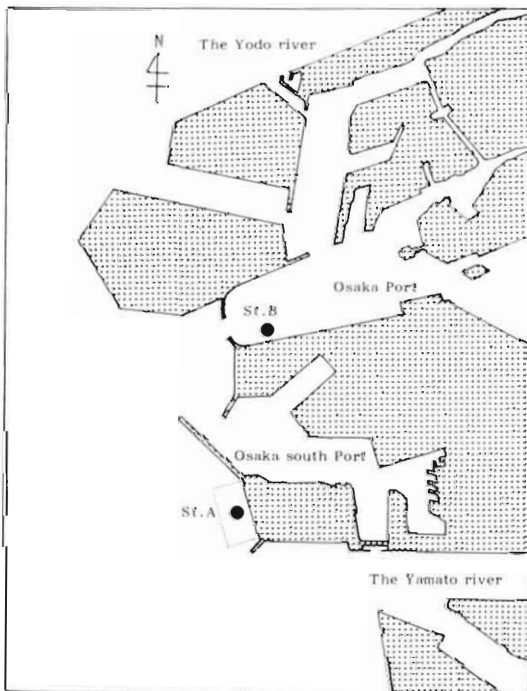 N
The Yodo river
Osaka Port
St.B
Osaka south Port
St.A
The Yamato river